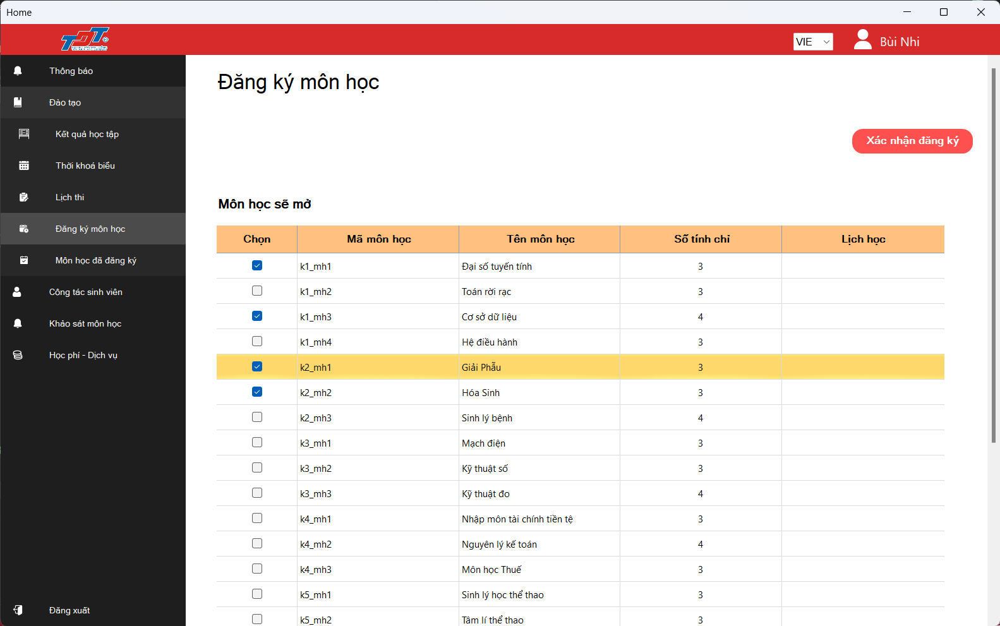 Home
TDT
VIE
Bùi Nhi
Thông báo
Đào tạo
Kết quả học tập
Thời khoá biểu
Lịch thi
Đăng ký môn học
Môn học đã đăng ký
Công tác sinh viên
Khảo sát môn học
Học phí - Dịch vụ
Đăng xuất
Đăng ký môn học
Xác nhận đăng ký
Môn học sẽ mở
Chọn Mã môn học Tên môn học Số tính chỉ Lịch học
k1_mh1 Đại số tuyến tính 3
k1_mh2 Toán rời rạc 3
k1_mh3 Cơ sở dữ liệu 4
k1_mh4 Hệ điều hành 3
k2_mh1 Giải Phẫu 3
k2_mh2 Hóa Sinh 3
k2_mh3 Sinh lý bệnh 4
k3_mh1 Mạch điện 3
k3_mh2 Kỹ thuật số 3
k3_mh3 Kỹ thuật đo 4
k4_mh1 Nhập môn tài chính tiền tệ 3
k4_mh2 Nguyên lý kế toán 4
k4_mh3 Môn học Thuế 3
k5_mh1 Sinh lý học thể thao 3
k5_mh2 Tâm lí thể thao 3